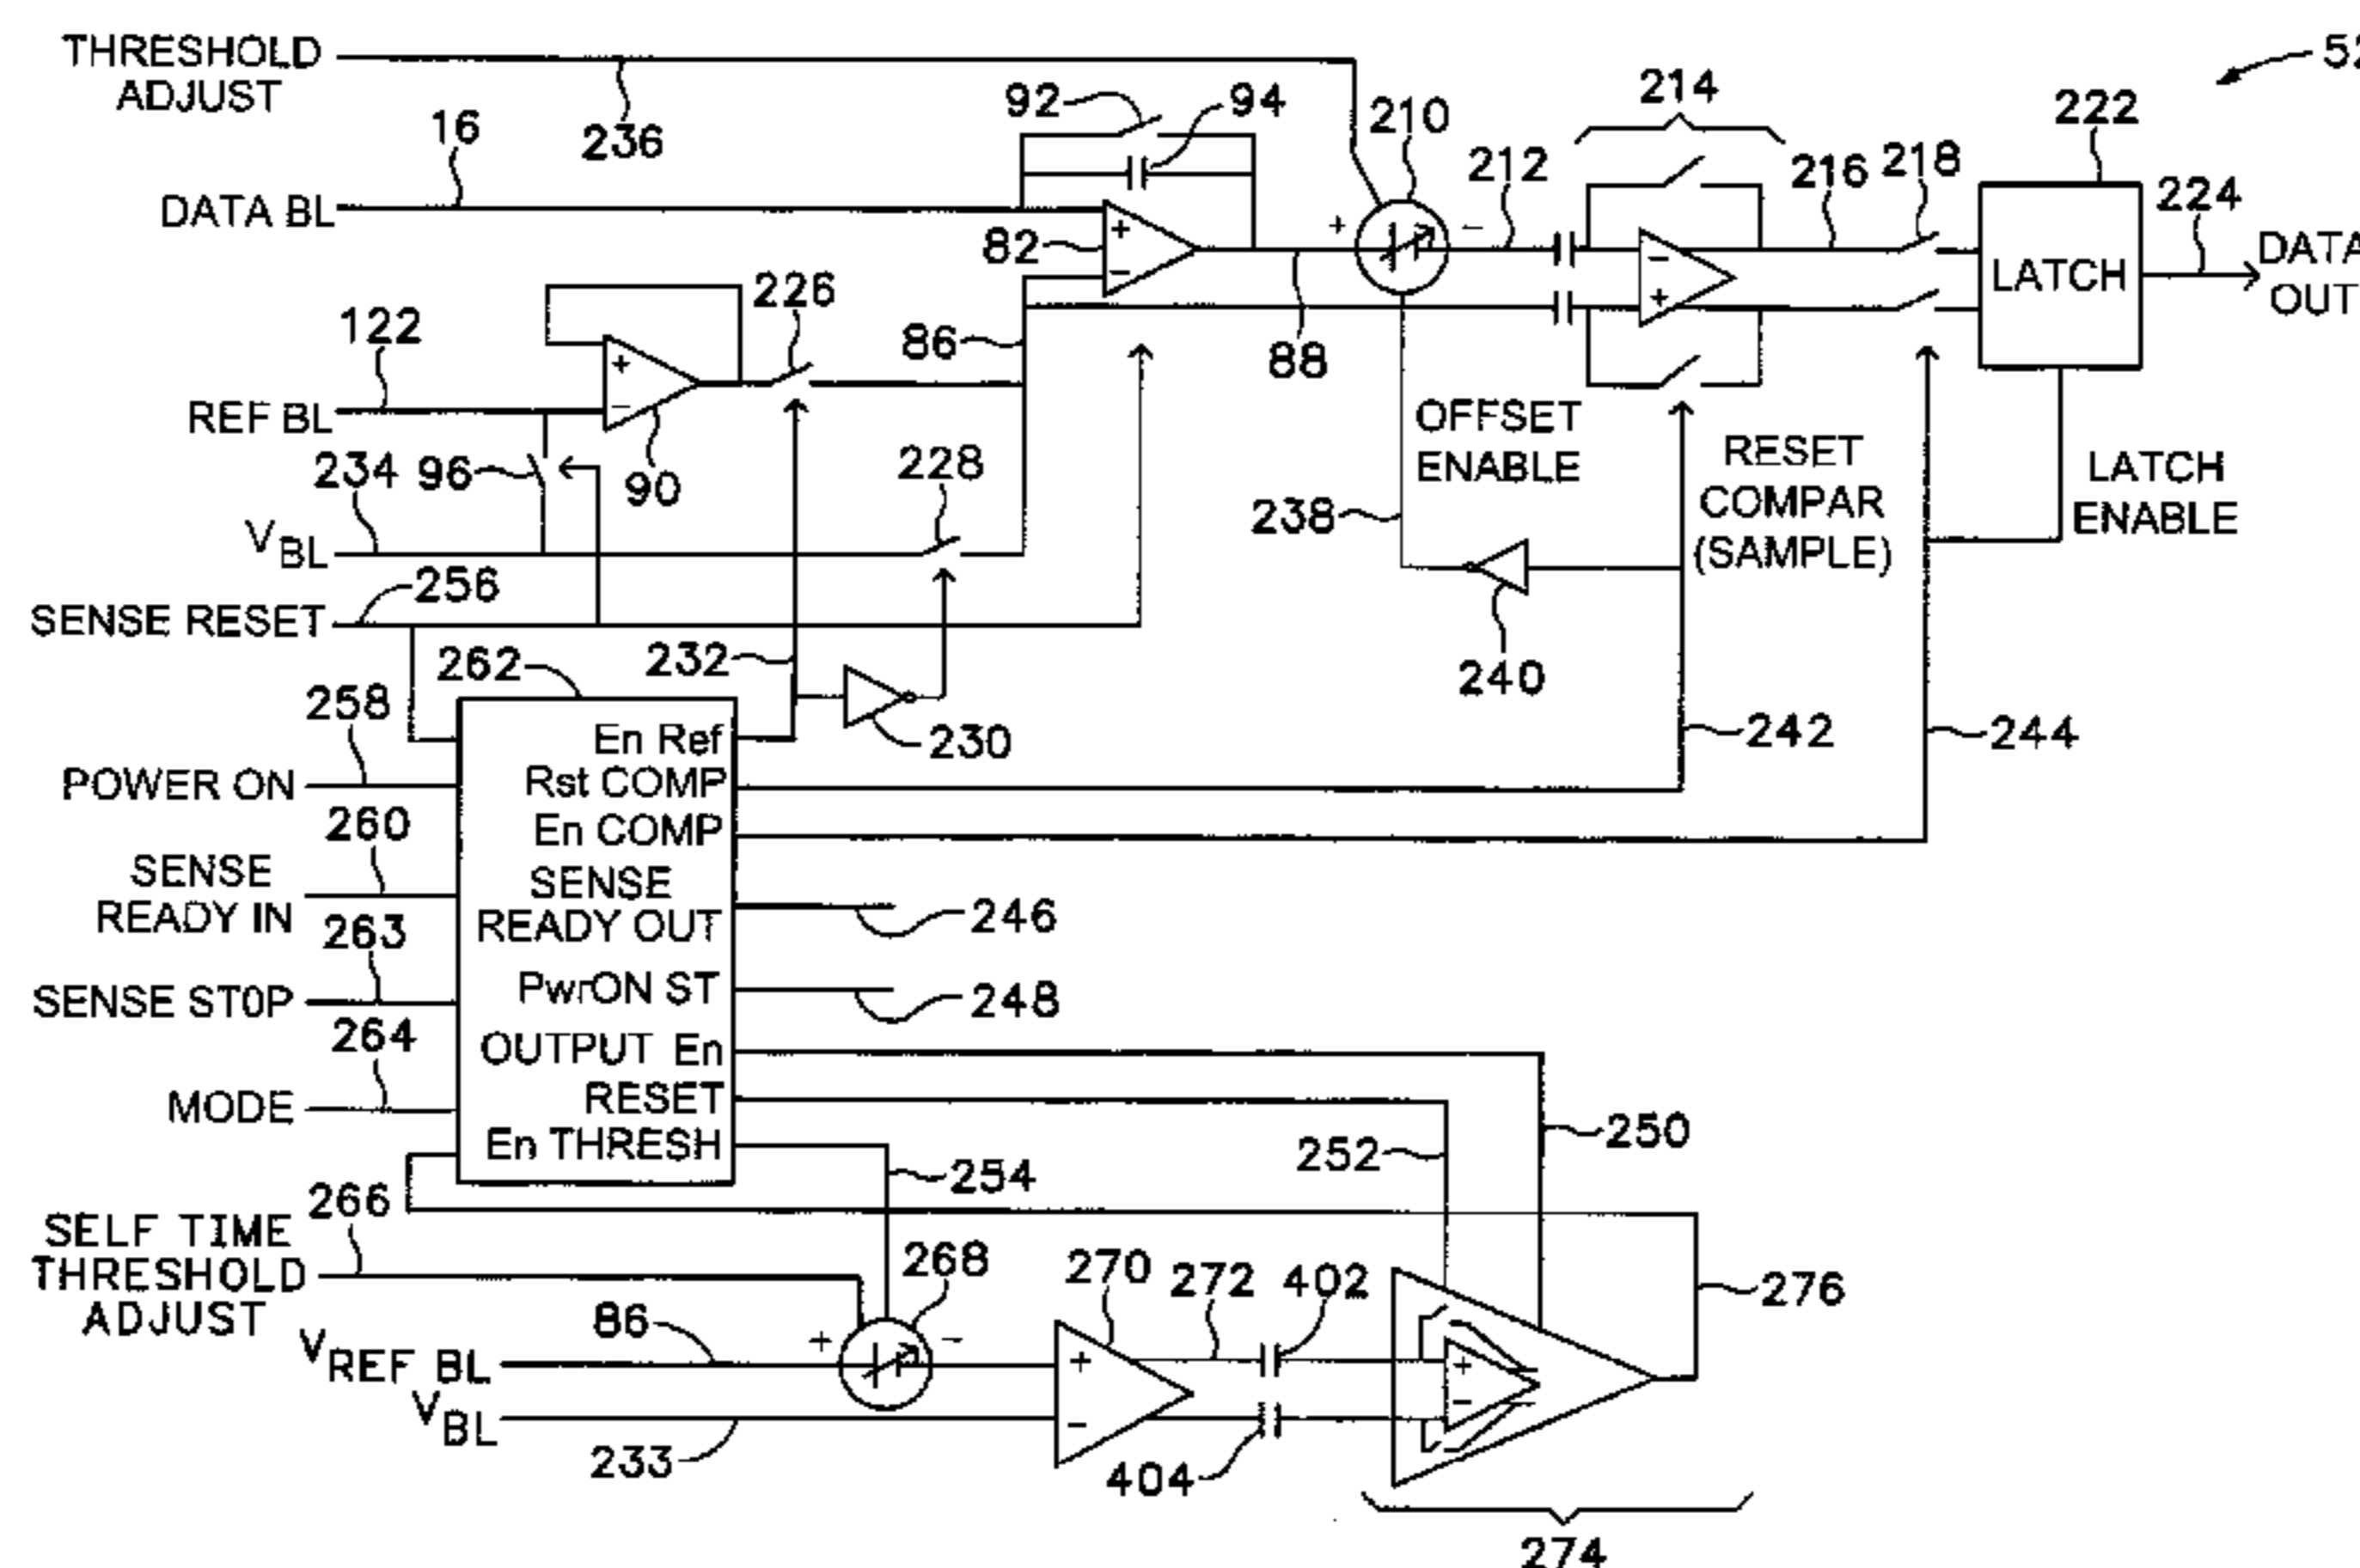 THRESHOLD
ADJUST
236
16
DATA BL
92
94
82
210
212
214
216
218
222
LATCH
224
DATA
OUT
122
REF BL
226
90
86
88
OFFSET
ENABLE
238
240
RESET
COMPAR
(SAMPLE)
LATCH
ENABLE
234
96
228
V BL
SENSE RESET
256
232
230
242
244
262
258
POWER ON
260
SENSE
READY IN
263
SENSE ST0P
264
MODE
En Ref
Rst COMP
En COMP
SENSE
READY OUT
246
PwrON ST
248
OUTPUT En
RESET
En THRESH
250
252
254
266
SELF TIME
THRESHOLD
ADJUST
268
86
V REF BL
V BL
233
270
272
402
404
276
274
+
−
+
−
+
−
−
+
+
−
+
−
+
−